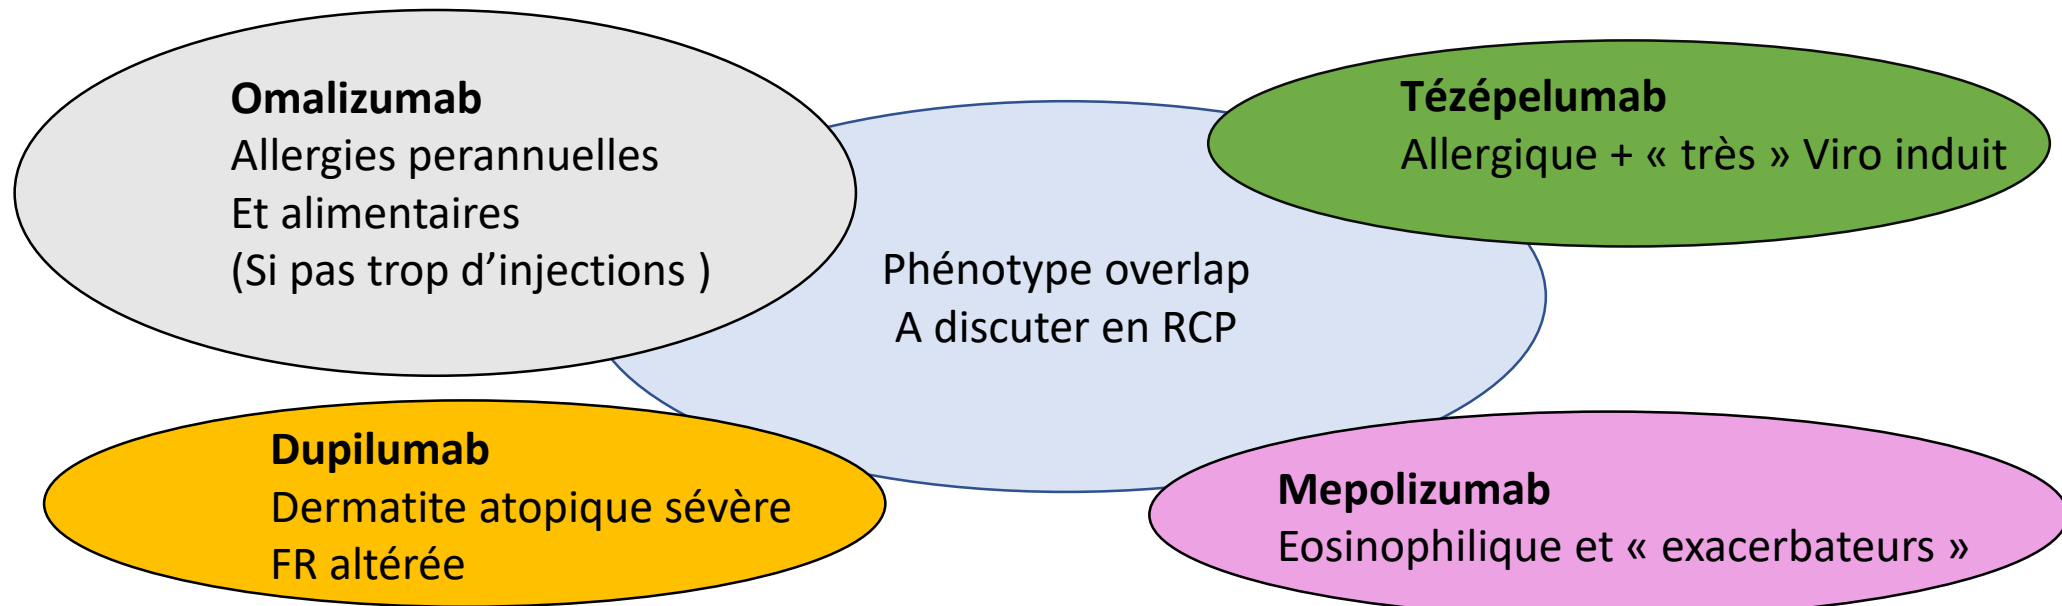 Omalizumab
Allergies perannuelles
Et alimentaires
(Si pas trop d’injections )
Tézépelumab
Allergique + « très » Viro induit
Phénotype overlap
A discuter en RCP
Dupilumab
Dermatite atopique sévère
FR altérée
Mepolizumab
Eosinophilique et « exacerbateurs »